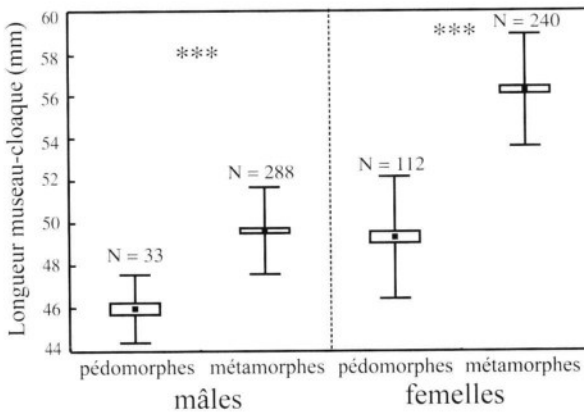 Longueur museau-cloaque (mm)
60
58
56
54
52
50
48
46
44
***
***
N = 33
N = 288
N = 112
N = 240
pédomorphes métamorphes pédomorphes métamorphes
mâles femelles